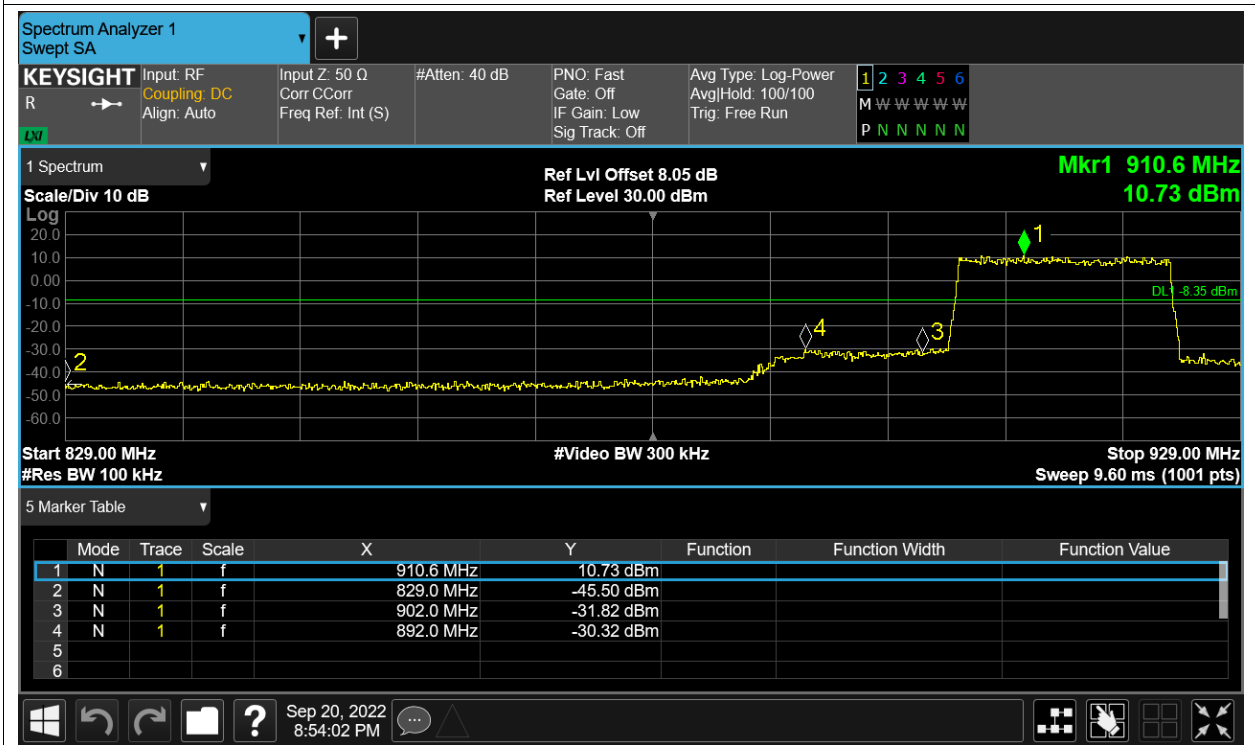 Spectrum Analyzer 1
Swept SA
KEYSIGHT Input: RF Input Z: 50 Ω #Atten: 40 dB PNO: Fast Avg Type: Log-Power 1 2 3 4 5 6
R Coupling: DC Corr CCorr Gate: Off Avg|Hold: 100/100 M W W W W W W
Align: Auto Freq Ref: Int (S) IF Gain: Low Trig: Free Run
LXI Sig Track: Off P N N N N N N
1 Spectrum Ref Lvl Offset 8.05 dB Mkr1 910.6 MHz
Scale/Div 10 dB Ref Level 30.00 dBm 10.73 dBm
Log
20.0
1
10.0
0.00
DL1 -8.35 dBm
-10.0
-20.0
4
3
-30.0
2
-40.0
-50.0
-60.0
Start 829.00 MHz #Video BW 300 kHz Stop 929.00 MHz
#Res BW 100 kHz Sweep 9.60 ms (1001 pts)
5 Marker Table
Mode Trace Scale X Y Function Function Width Function Value
1 N 1 f 910.6 MHz 10.73 dBm
2 N 1 f 829.0 MHz -45.50 dBm
3 N 1 f 902.0 MHz -31.82 dBm
4 N 1 f 892.0 MHz -30.32 dBm
5
6
? Sep 20, 2022
8:54:02 PM